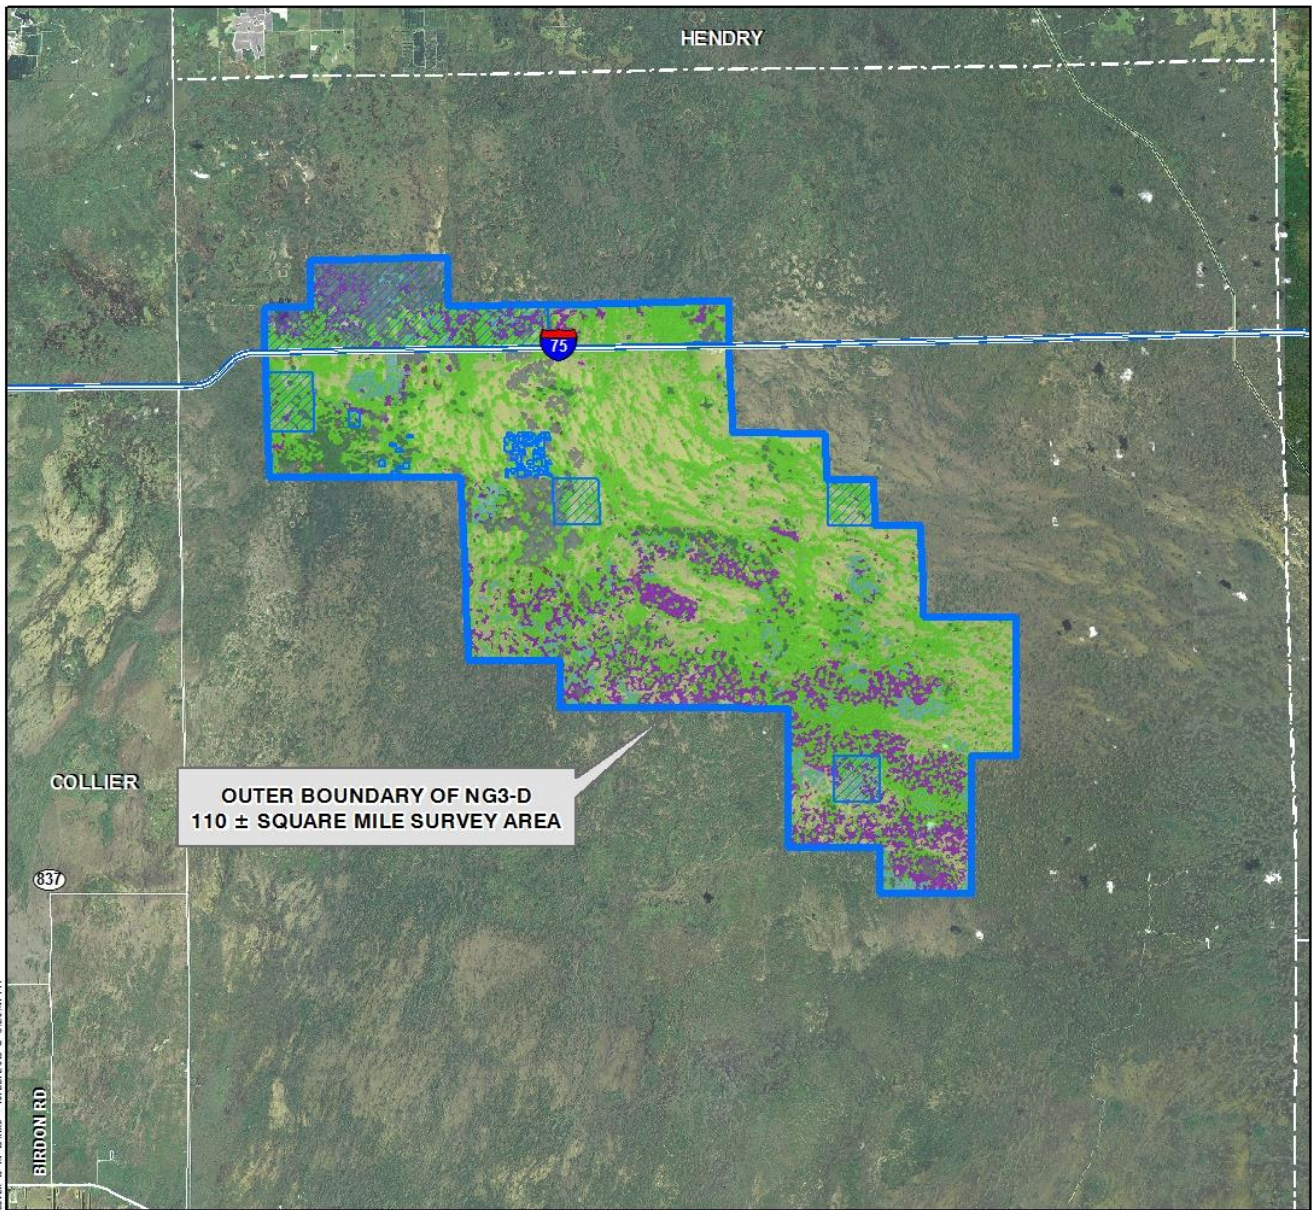 HENDRY
75
COLLIER
OUTER BOUNDARY OF NG3-D
110 ± SQUARE MILE SURVEY AREA
837
BIRDON RD